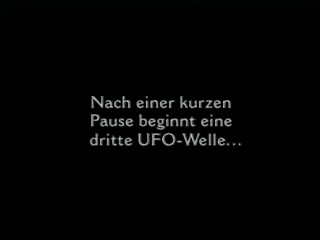 Nach einer kurzen
Pause beginnt eine
dritte UFO-Welle...